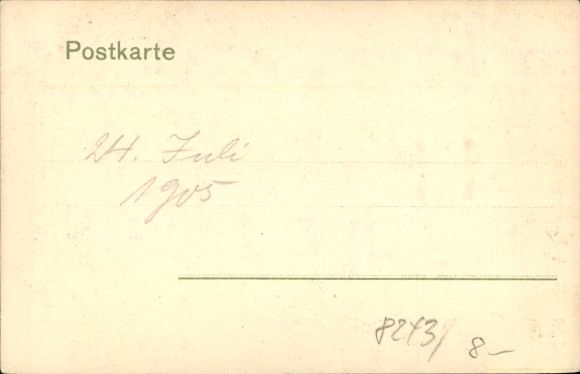 Postkarte
24. Juli
1905
8243/ 8-